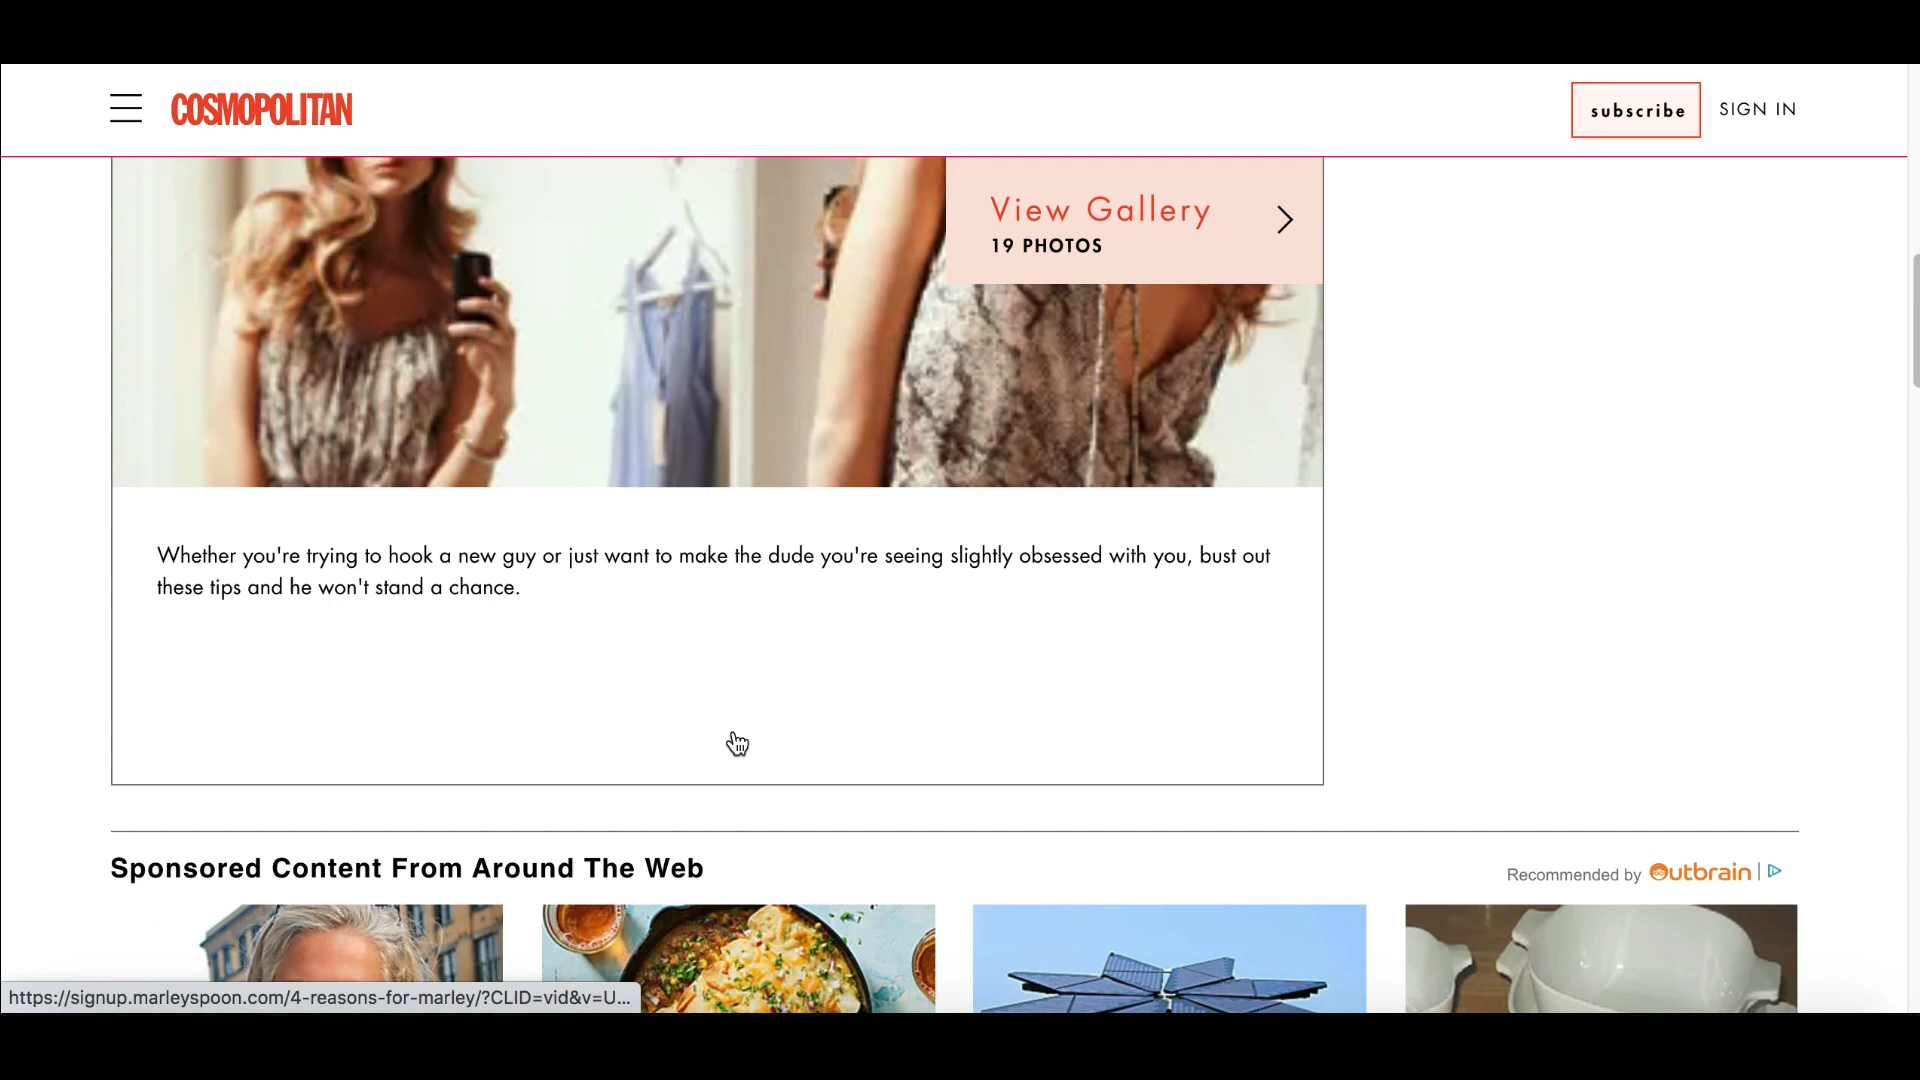 COSMOPOLITAN
subscribe
SIGN IN
View Gallery
19 PHOTOS
Whether you're trying to hook a new guy or just want to make the dude you're seeing slightly obsessed with you, bust out
these tips and he won't stand a chance.
Sponsored Content From Around The Web
Recommended by Outbrain
https://signup.marleyspoon.com/4-reasons-for-marley/?CLID=vid&v=U...